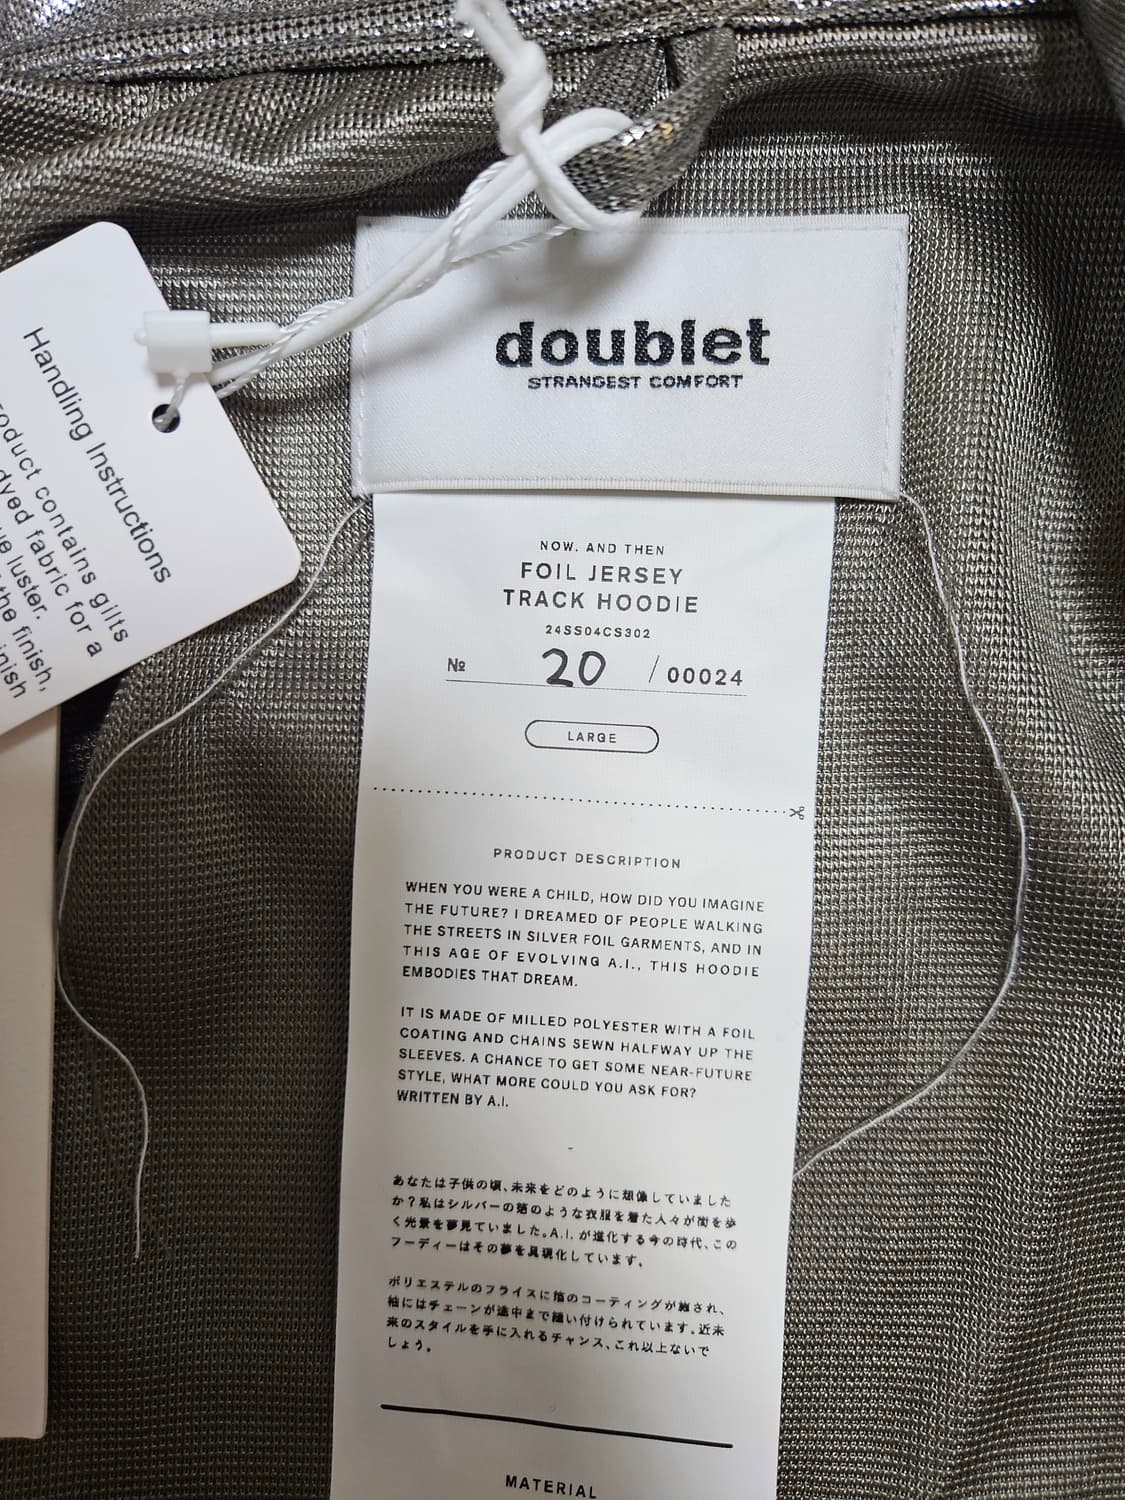 Handling Instructions
roduct contains gilts
dyed fabric for a
ue luster.
the finish,
inish
doublet
STRANGEST COMFORT
NOW, AND THEN
FOIL JERSEY
TRACK HOODIE
24SS04CS302
№ 20 / 00024
LARGE
PRODUCT DESCRIPTION
WHEN YOU WERE A CHILD, HOW DID YOU IMAGINE
THE FUTURE? I DREAMED OF PEOPLE WALKING
THE STREETS IN SILVER FOIL GARMENTS, AND IN
THIS AGE OF EVOLVING A.I., THIS HOODIE
EMBODIES THAT DREAM.
IT IS MADE OF MILLED POLYESTER WITH A FOIL
COATING AND CHAINS SEWN HALFWAY UP THE
SLEEVES. A CHANCE TO GET SOME NEAR-FUTURE
STYLE, WHAT MORE COULD YOU ASK FOR?
WRITTEN BY A.I.
-
あなたは子供の頃、未来をどのように想像していました
か?私はシルバーの箔のような衣服を着た人々が街を歩
く光景を夢見ていました。A.I.が進化する今の時代、この
フーディーはその夢を具現化しています。
ポリエステルのフライスに箔のコーティングが施され、
袖にはチェーンが途中まで縫い付けられています。近未
来のスタイルを手に入れるチャンス、これ以上ないで
しょう。
MATERIAL